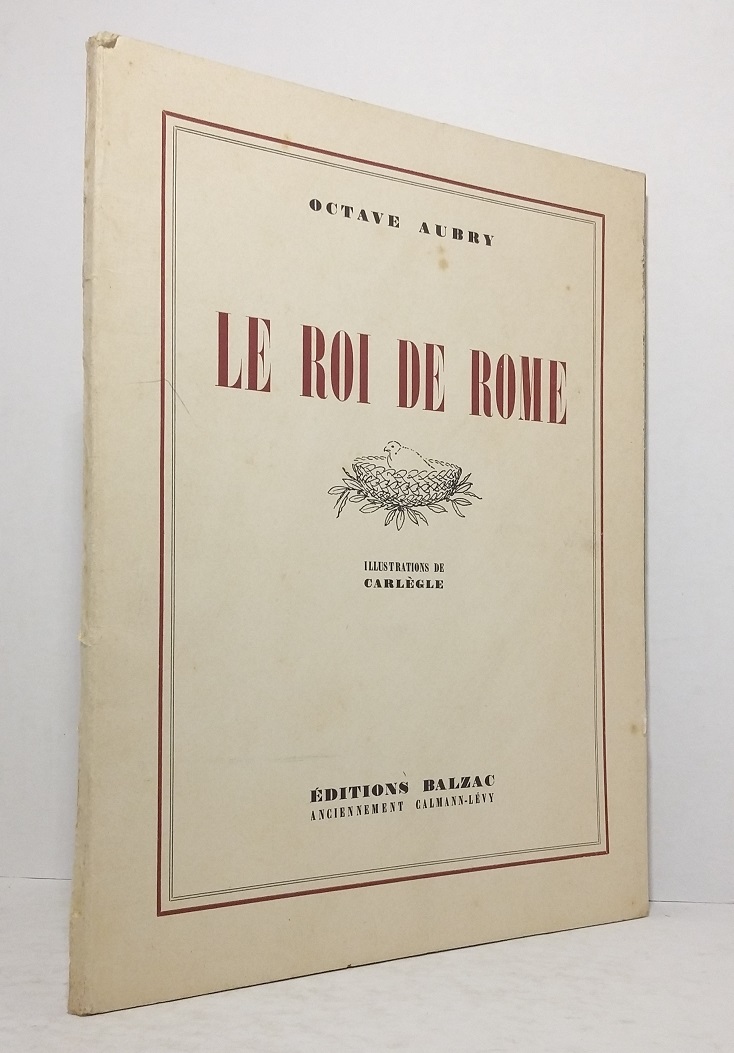 OCTAVE AUBRY
LE ROI DE ROME
ILLUSTRATIONS DE
CARLÈGLE
ÉDITIONS BALZAC
ANCIENNEMENT CALMANN-LÉVY